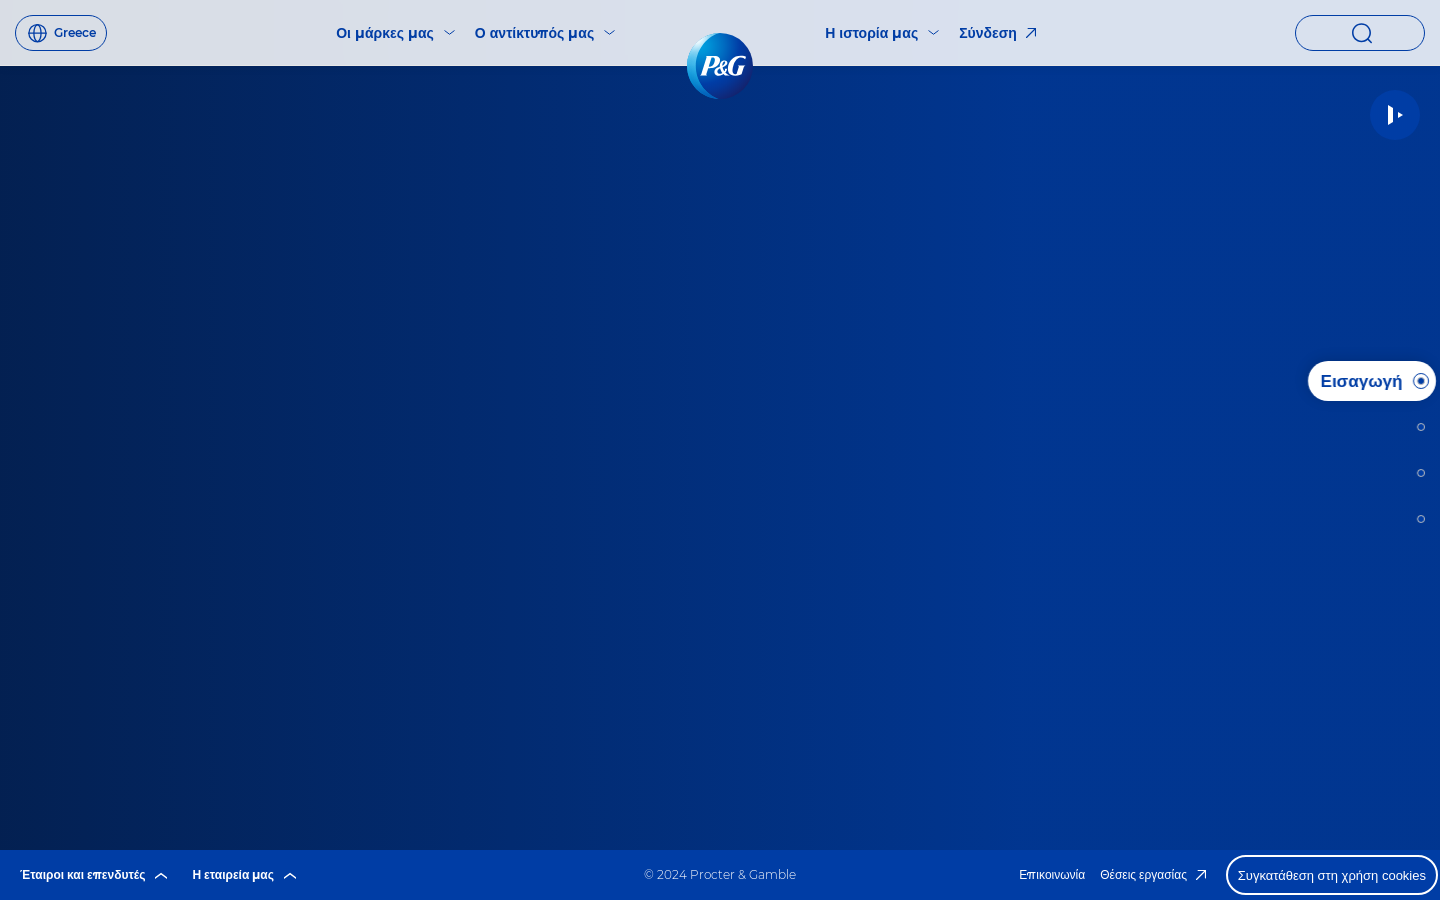 Greece
Οι μάρκες μας
Ο αντίκτυπός μας
P&G
Η ιστορία μας
Σύνδεση
Εισαγωγή
Έταιροι και επενδυτές
Η εταιρεία μας
© 2024 Procter & Gamble
Επικοινωνία
Θέσεις εργασίας
Συγκατάθεση στη χρήση cookies